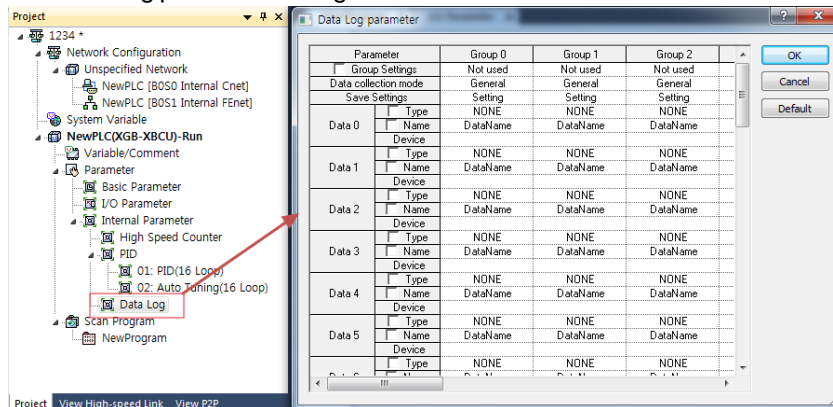 Project
1234 *
Network Configuration
Unspecified Network
NewPLC [B0S0 Internal Cnet]
NewPLC [B0S1 Internal FEnet]
System Variable
NewPLC(XGB-XBCU)-Run
Variable/Comment
Parameter
Basic Parameter
I/O Parameter
Internal Parameter
High Speed Counter
PID
01: PID(16 Loop)
02: Auto Tuning(16 Loop)
Data Log
Scan Program
NewProgram
Project View High-speed Link View P2P
Data Log parameter
Parameter Group 0 Group 1 Group 2
Group Settings Not used Not used Not used
Data collection mode General General General
Save Settings Setting Setting Setting
Data 0 Type NONE NONE NONE
Name DataName DataName DataName
Device
Data 1 Type NONE NONE NONE
Name DataName DataName DataName
Device
Data 2 Type NONE NONE NONE
Name DataName DataName DataName
Device
Data 3 Type NONE NONE NONE
Name DataName DataName DataName
Device
Data 4 Type NONE NONE NONE
Name DataName DataName DataName
Device
Data 5 Type NONE NONE NONE
Name DataName DataName DataName
Device
Type NONE NONE NONE
OK
Cancel
Default